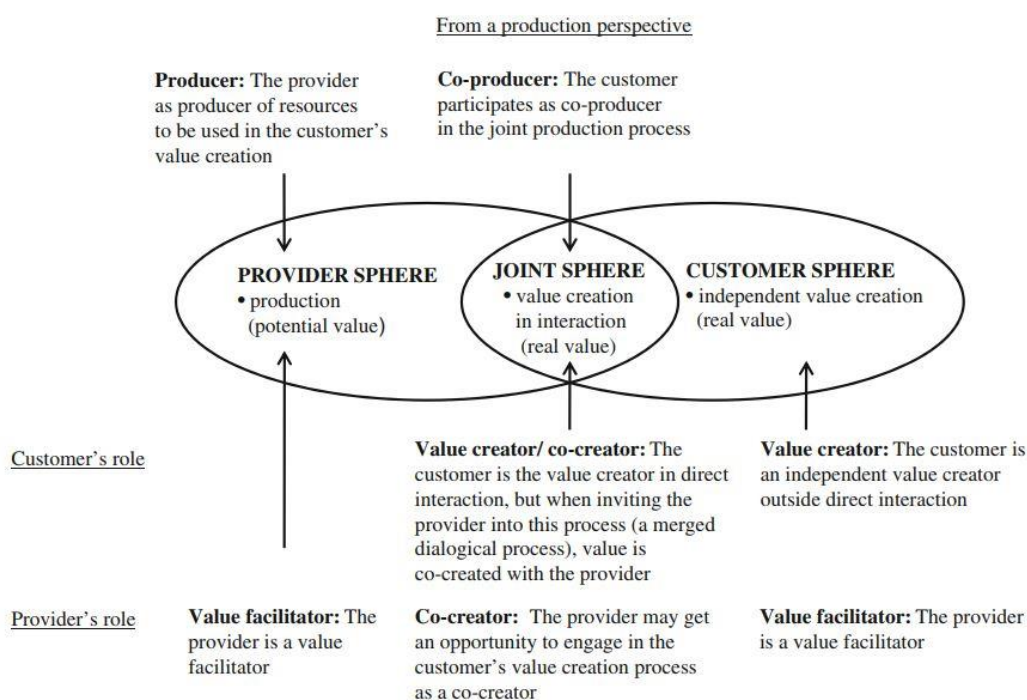 From a production perspective
Producer: The provider
as producer of resources
to be used in the customer's
value creation
Co-producer: The customer
participates as co-producer
in the joint production process
PROVIDER SPHERE
• production
(potential value)
JOINT SPHERE
• value creation
in interaction
(real value)
CUSTOMER SPHERE
• independent value creation
(real value)
Customer's role
Value creator/ co-creator: The
customer is the value creator in direct
interaction, but when inviting the
provider into this process (a merged
dialogical process), value is
co-created with the provider
Value creator: The customer is
an independent value creator
outside direct interaction
Provider's role
Value facilitator: The
provider is a value
facilitator
Co-creator: The provider may get
an opportunity to engage in the
customer's value creation process
as a co-creator
Value facilitator: The provider
is a value facilitator